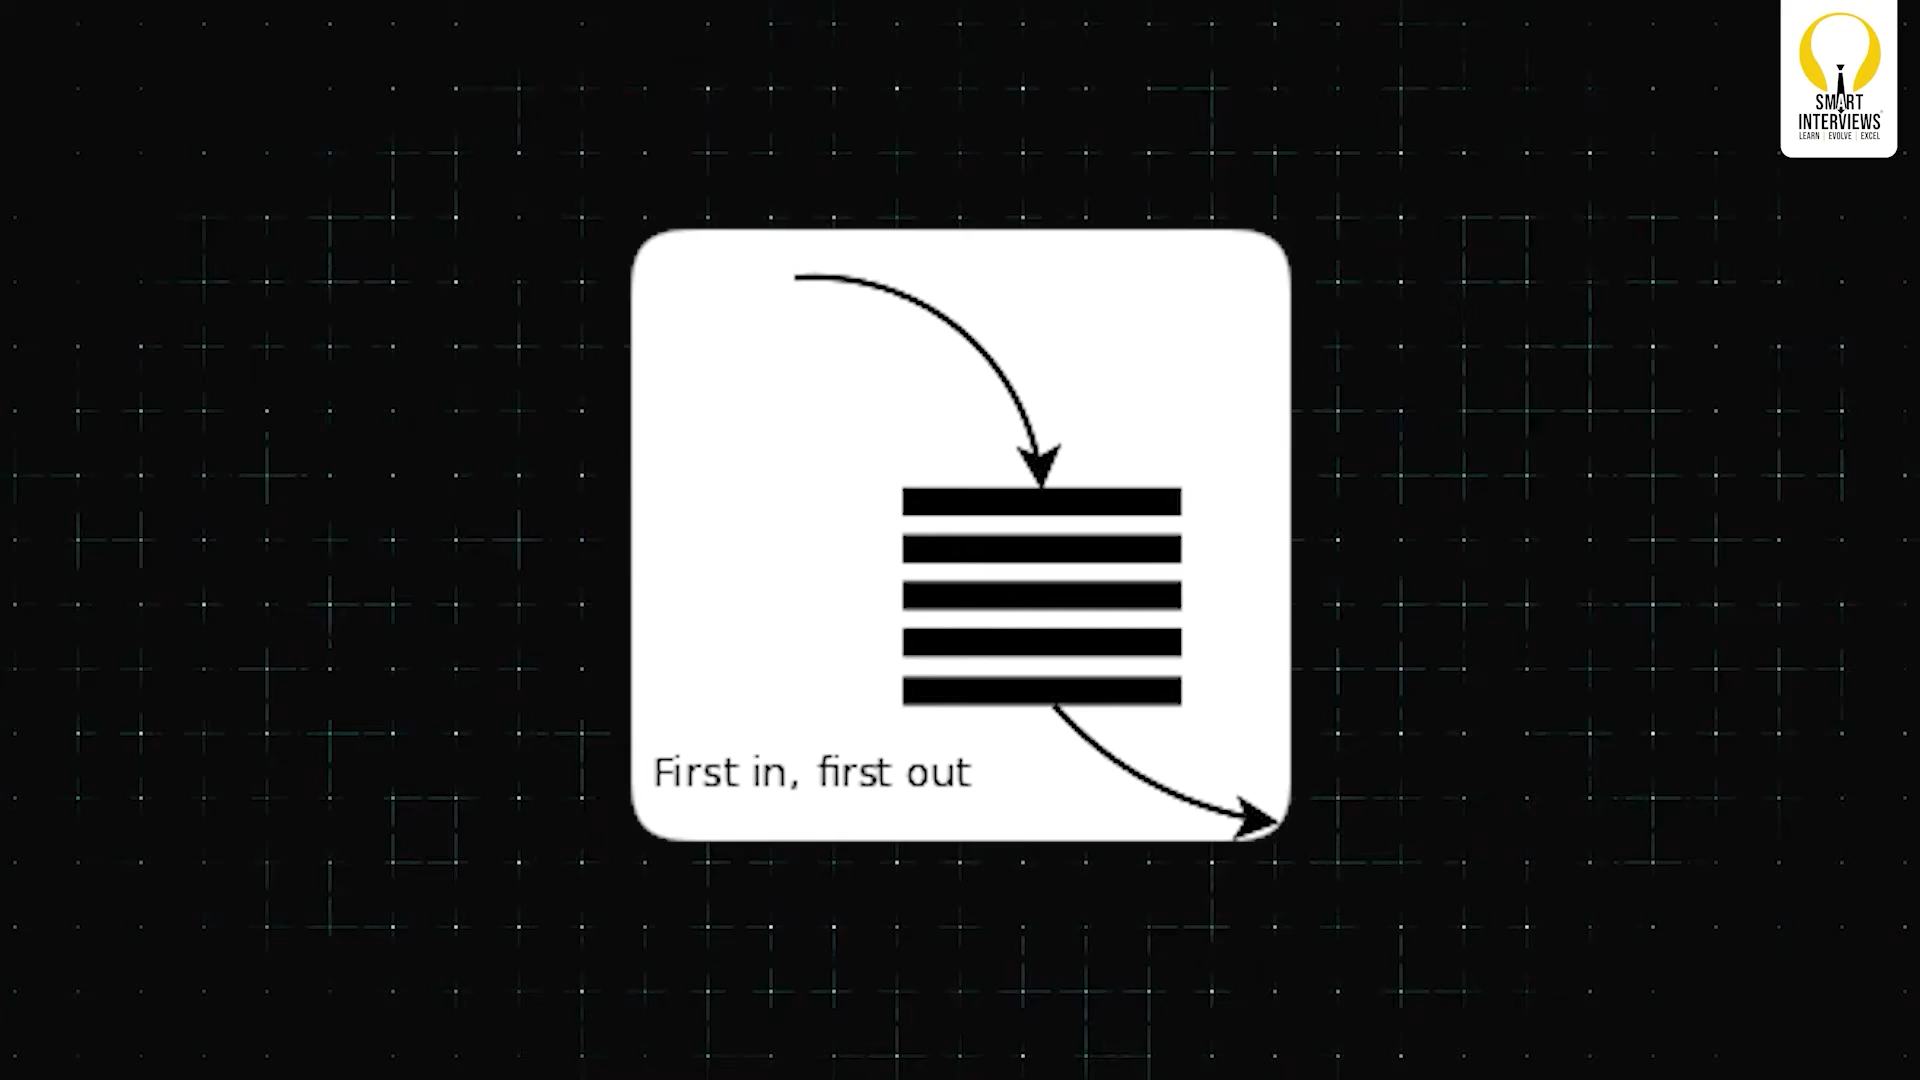 SMART
INTERVIEWS
LEARN | EVOLVE | EXCEL
First in, first out